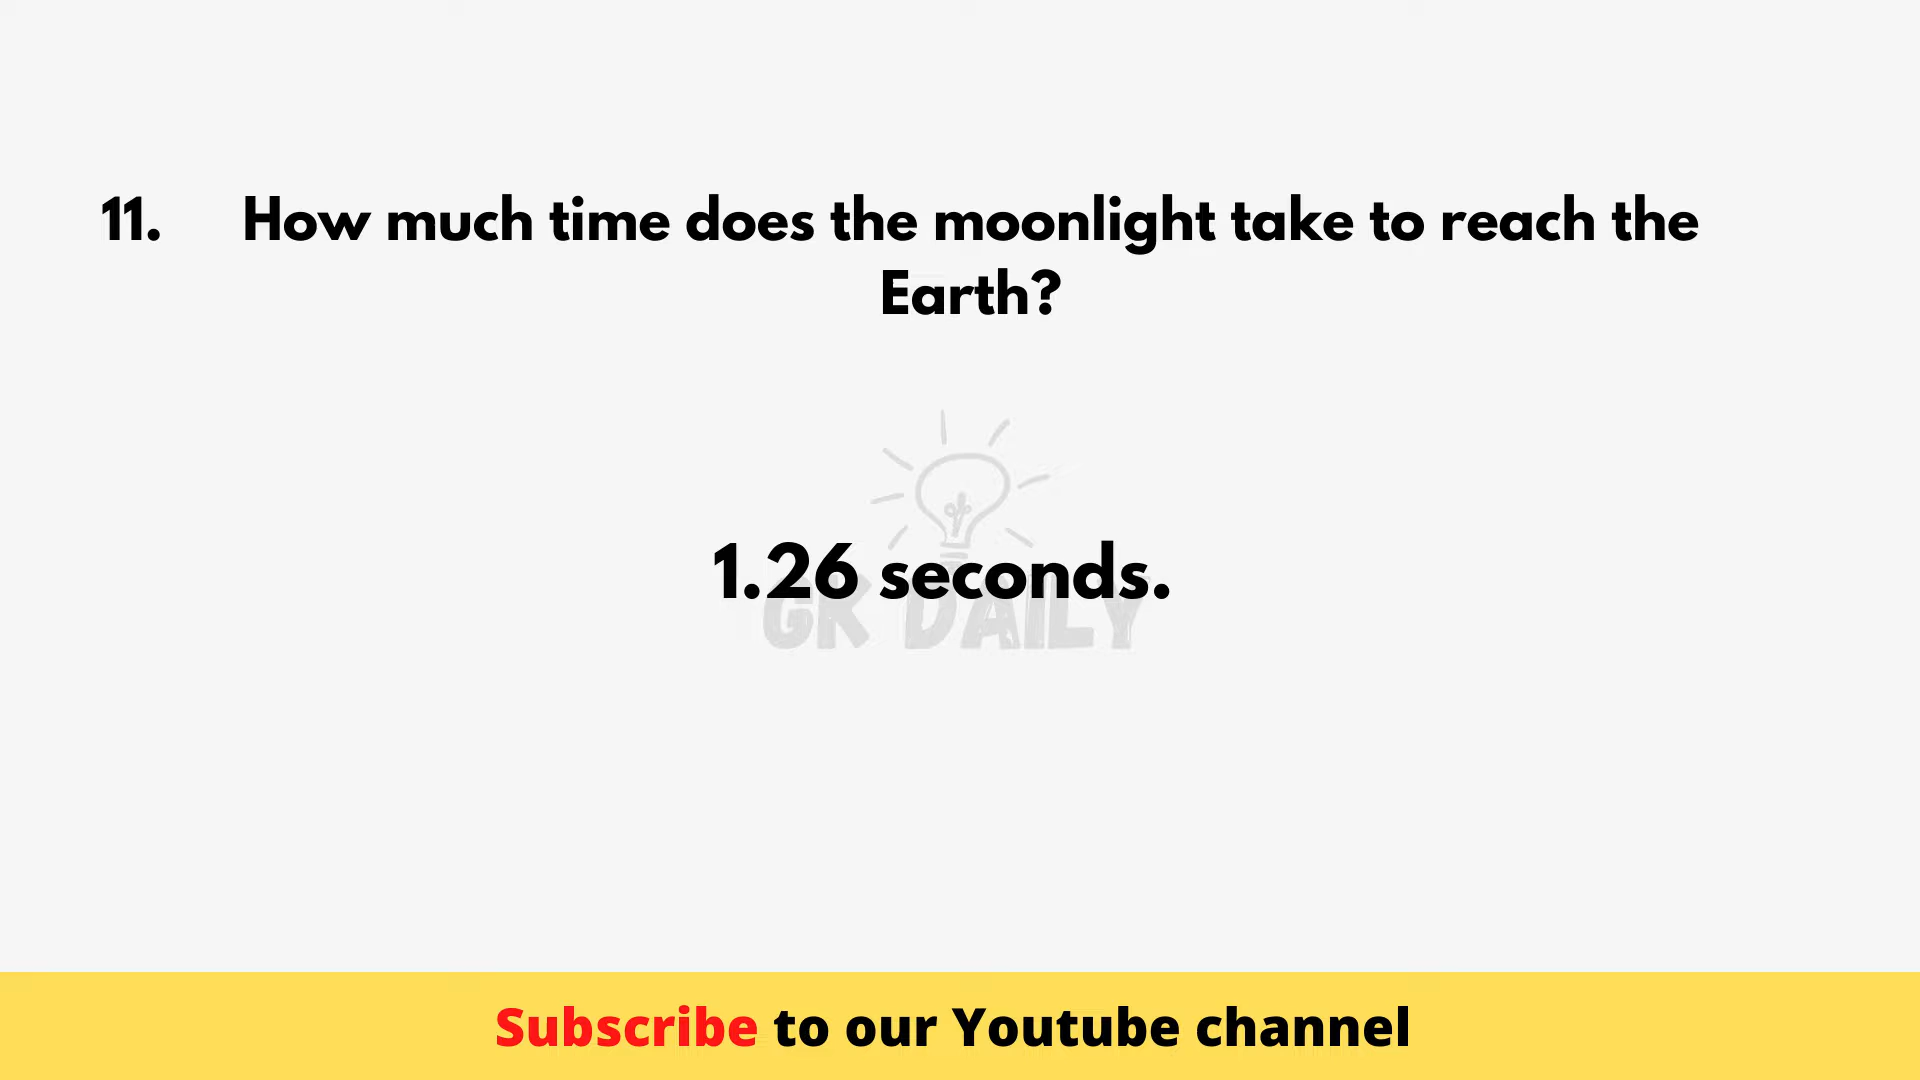 11. How much time does the moonlight take to reach the
Earth?
1.26 seconds.
GK DAILY
Subscribe to our Youtube channel